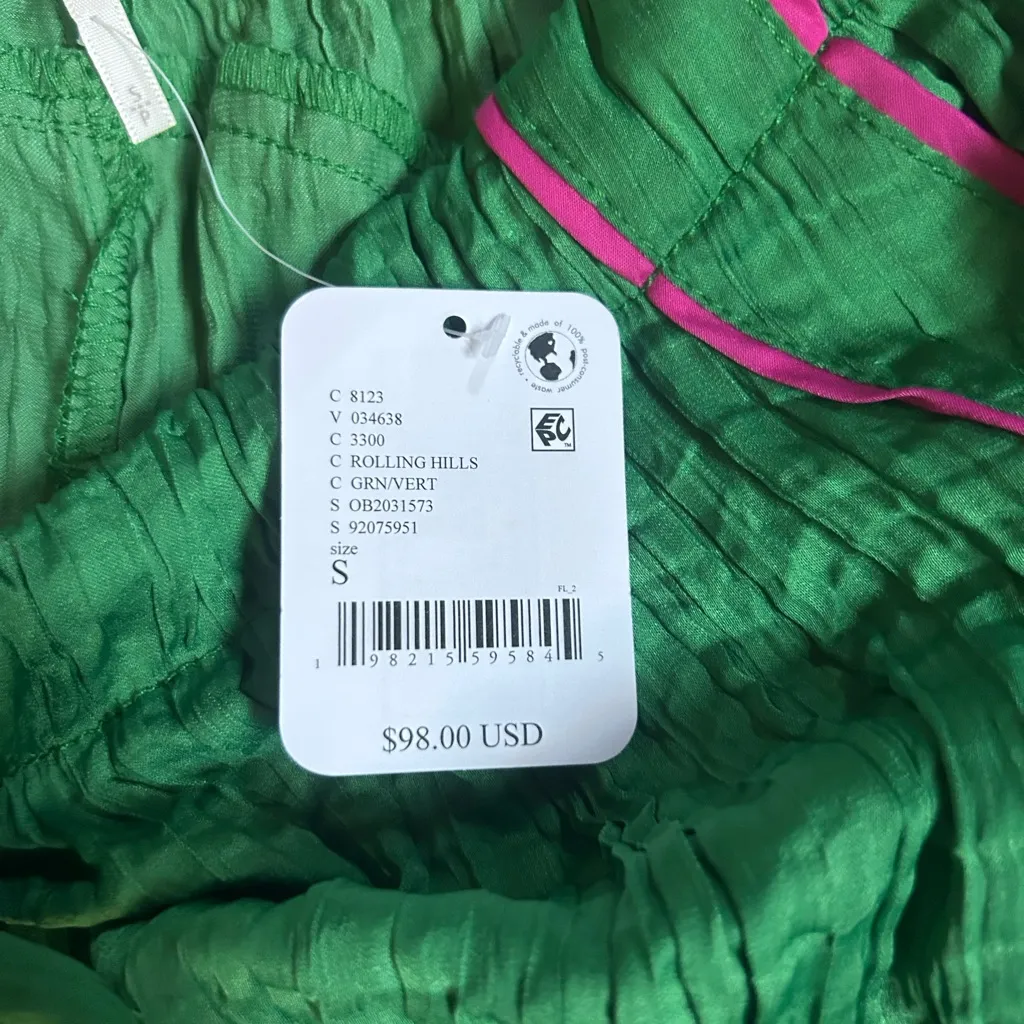 recyclable & made of 100% post-consumer waste •
C 8123
V 034638
C 3300
C ROLLING HILLS
C GRN/VERT
S OB2031573
S 92075951
size
S
EPC™
FL_2
1 98215 59584 5
$98.00 USD